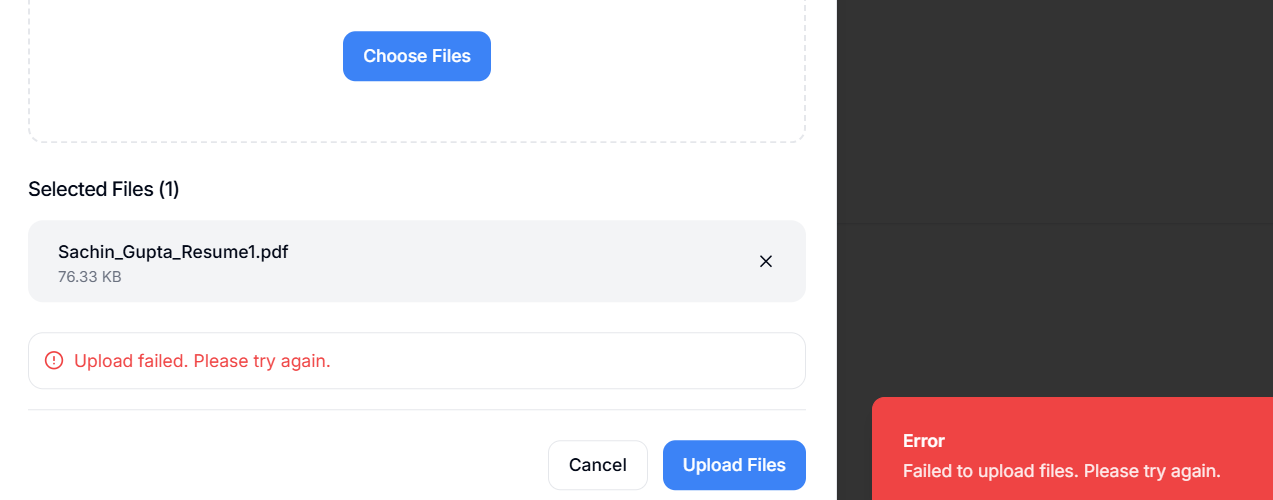 Choose Files
Selected Files (1)
Sachin_Gupta_Resume1.pdf
76.33 KB
Upload failed. Please try again.
Cancel
Upload Files
Error
Failed to upload files. Please try again.